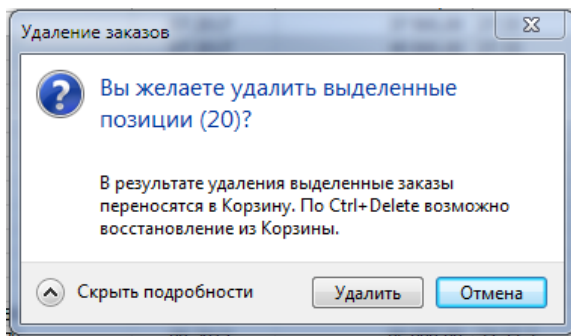 Удаление заказов
Вы желаете удалить выделенные
позиции (20)?
В результате удаления выделенные заказы
переносятся в Корзину. По Ctrl+Delete возможно
восстановление из Корзины.
Скрыть подробности
Удалить
Отмена